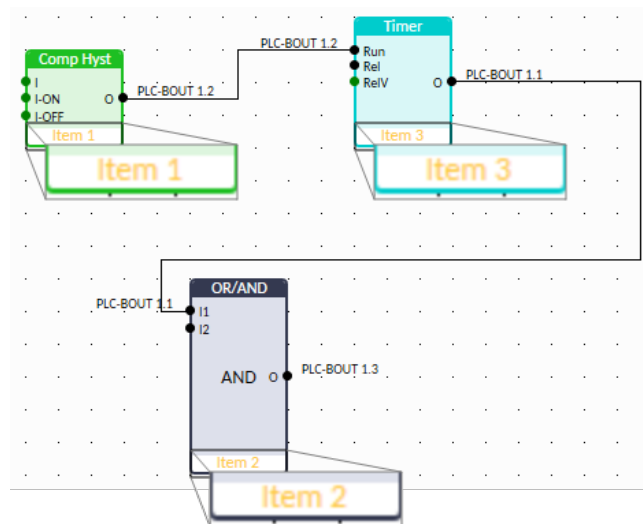 Comp Hyst
I
I-ON
O
I-OFF
Item 1
Item 1
PLC-BOUT 1.2
PLC-BOUT 1.2
Timer
Run
Rel
RelV
O
Item 3
Item 3
PLC-BOUT 1.1
PLC-BOUT 1.1
OR/AND
I1
I2
AND
O
PLC-BOUT 1.3
Item 2
Item 2